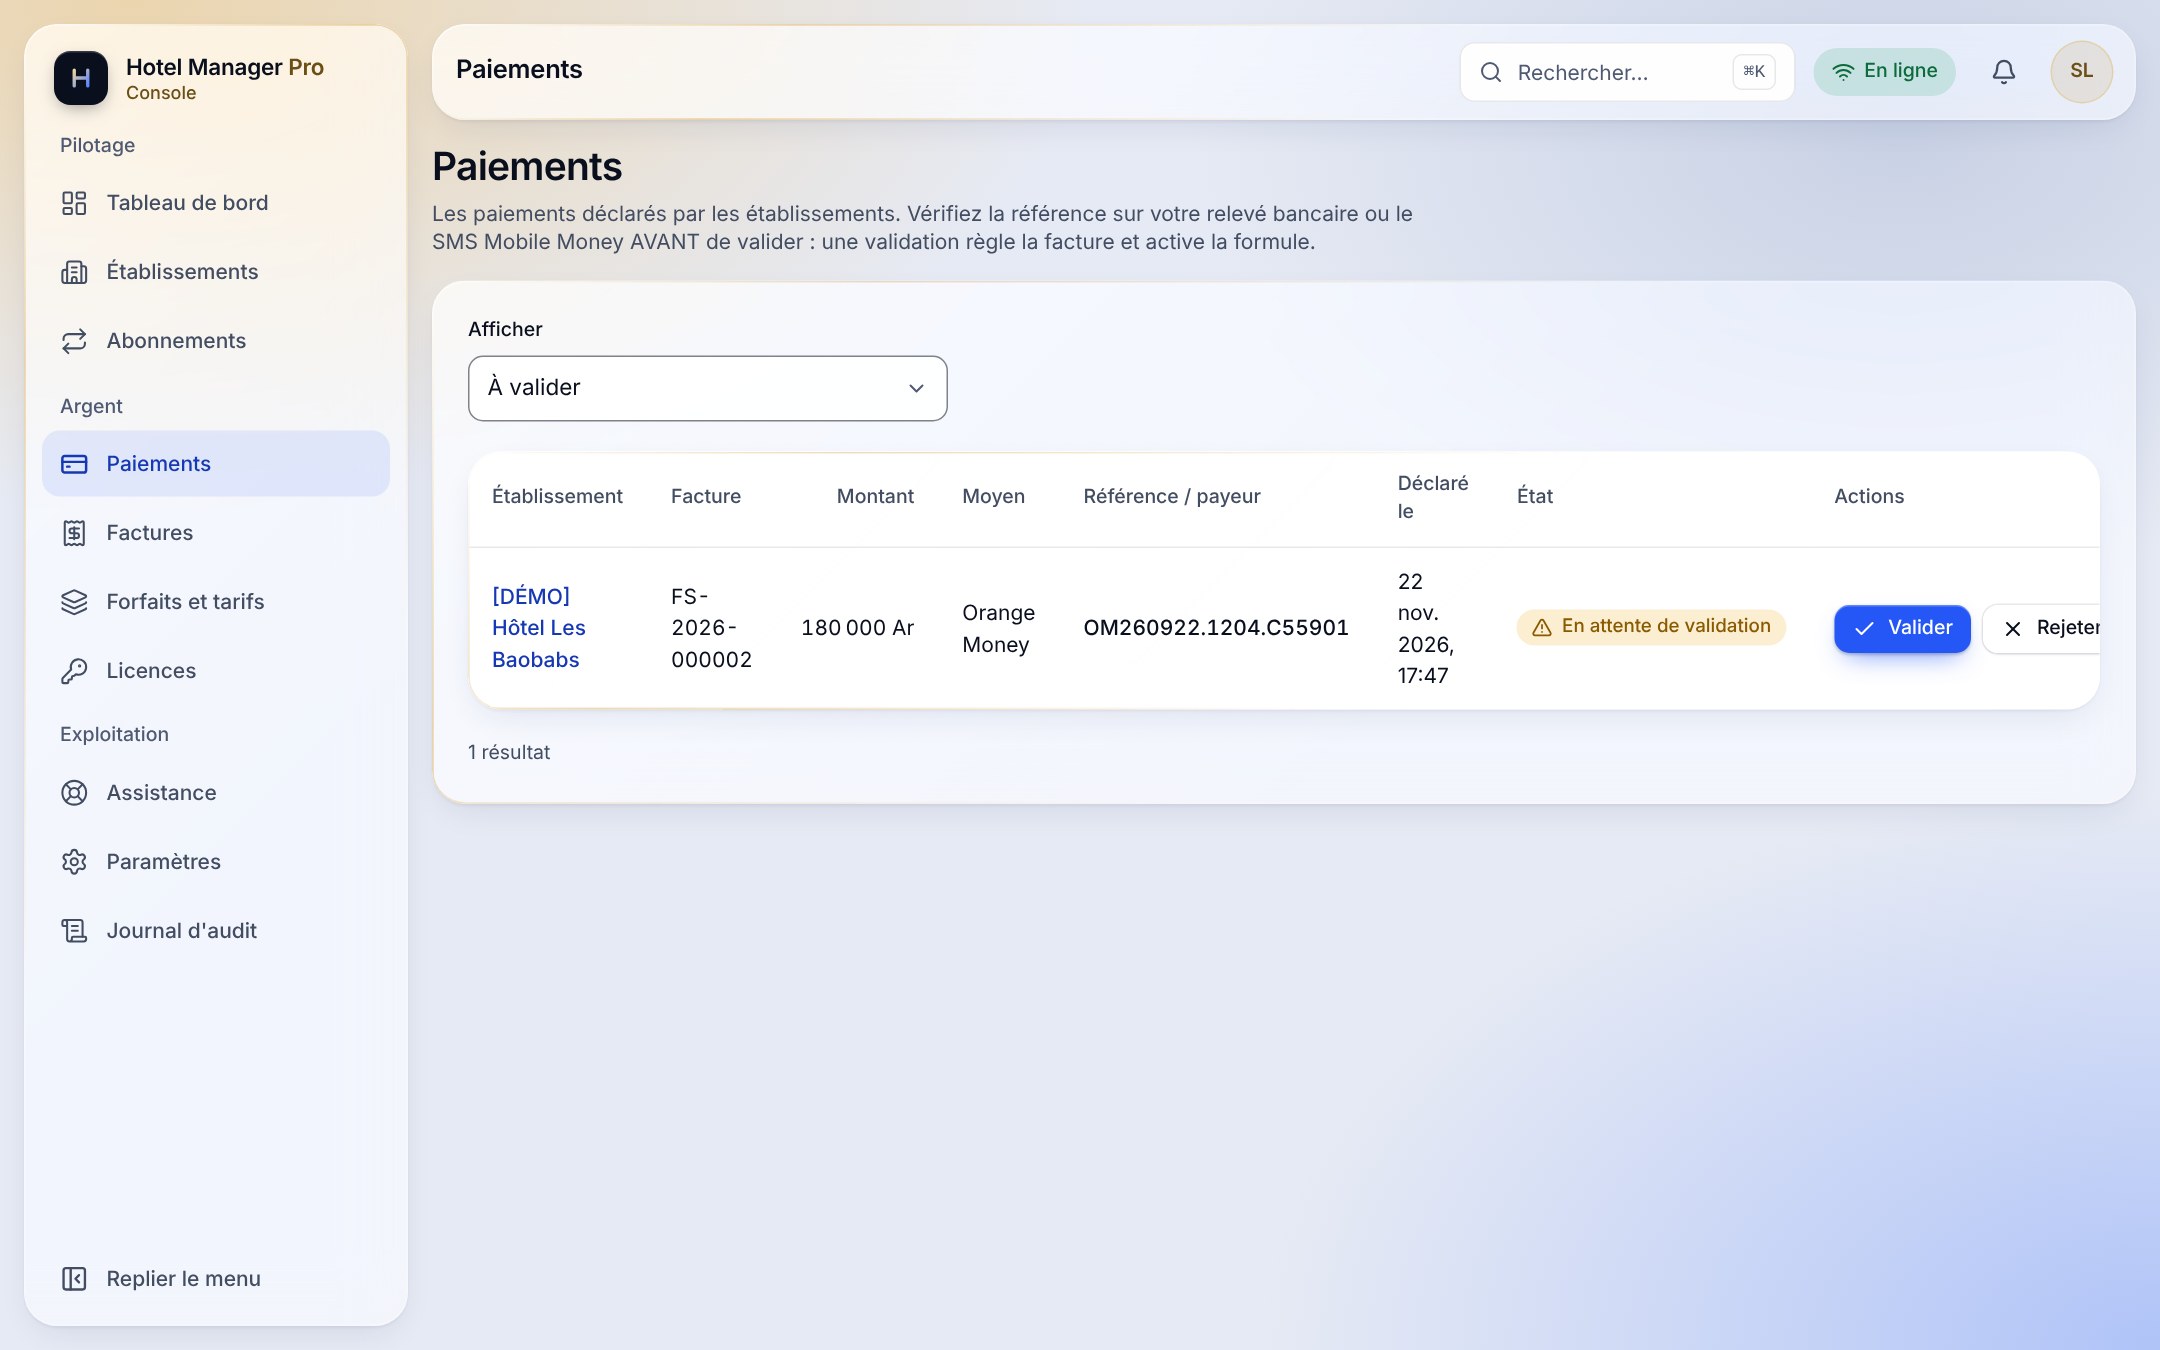 Hotel Manager Pro
Console
Pilotage
Tableau de bord
Établissements
Abonnements
Argent
Paiements
Factures
Forfaits et tarifs
Licences
Exploitation
Assistance
Paramètres
Journal d'audit
Replier le menu
Paiements
Rechercher...
⌘K
En ligne
SL
Paiements
Les paiements déclarés par les établissements. Vérifiez la référence sur votre relevé bancaire ou le
SMS Mobile Money AVANT de valider : une validation règle la facture et active la formule.
Afficher
À valider
Établissement
Facture
Montant
Moyen
Référence / payeur
Déclaré
le
État
Actions
[DÉMO]
Hôtel Les
Baobabs
FS-
2026-
000002
180 000 Ar
Orange
Money
OM260922.1204.C55901
22
nov.
2026,
17:47
En attente de validation
Valider
Rejeter
1 résultat